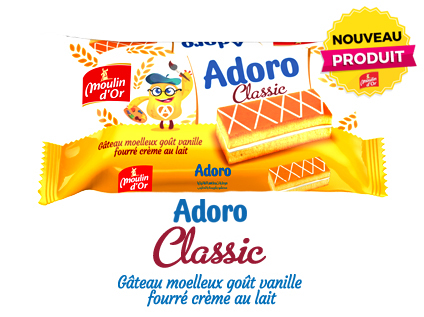 NOUVEAU
PRODUIT
Moulin
d'Or
Adoro
Classic
Moulin
d'Or
Gâteau moelleux goût vanille
fourré crème au lait
Moulin
d'Or
Adoro
Adoro
Classic
Gâteau moelleux goût vanille
fourré crème au lait